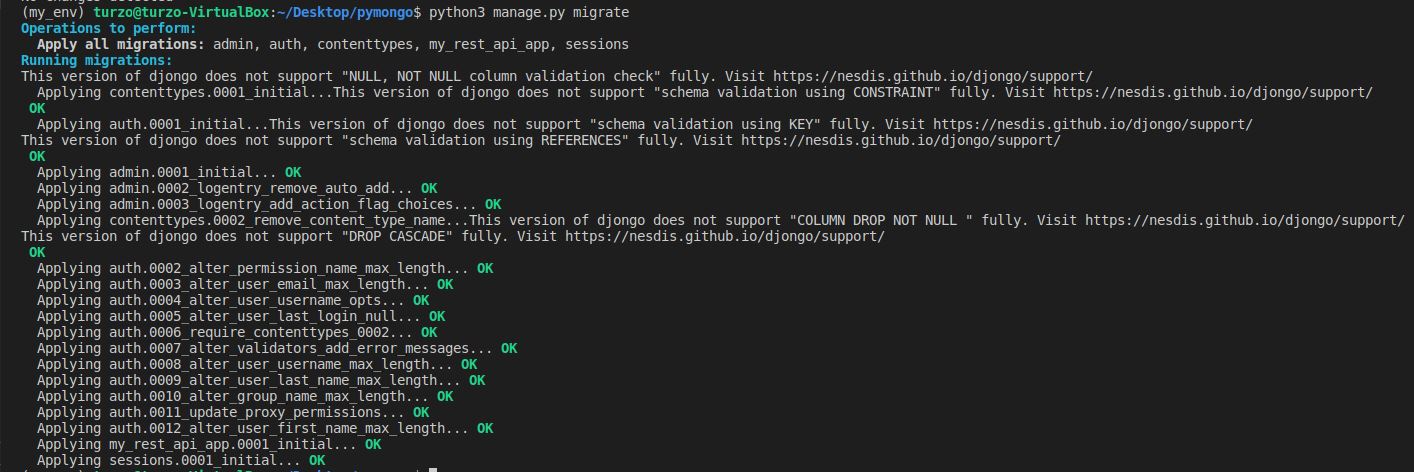 (my_env) turzo@turzo-VirtualBox:~/Desktop/pymongo$ python3 manage.py migrate
Operations to perform:
  Apply all migrations: admin, auth, contenttypes, my_rest_api_app, sessions
Running migrations:
This version of djongo does not support "NULL, NOT NULL column validation check" fully. Visit https://nesdis.github.io/djongo/support/
  Applying contenttypes.0001_initial...This version of djongo does not support "schema validation using CONSTRAINT" fully. Visit https://nesdis.github.io/djongo/support/
 OK
  Applying auth.0001_initial...This version of djongo does not support "schema validation using KEY" fully. Visit https://nesdis.github.io/djongo/support/
This version of djongo does not support "schema validation using REFERENCES" fully. Visit https://nesdis.github.io/djongo/support/
 OK
  Applying admin.0001_initial... OK
  Applying admin.0002_logentry_remove_auto_add... OK
  Applying admin.0003_logentry_add_action_flag_choices... OK
  Applying contenttypes.0002_remove_content_type_name...This version of djongo does not support "COLUMN DROP NOT NULL " fully. Visit https://nesdis.github.io/djongo/support/
This version of djongo does not support "DROP CASCADE" fully. Visit https://nesdis.github.io/djongo/support/
 OK
  Applying auth.0002_alter_permission_name_max_length... OK
  Applying auth.0003_alter_user_email_max_length... OK
  Applying auth.0004_alter_user_username_opts... OK
  Applying auth.0005_alter_user_last_login_null... OK
  Applying auth.0006_require_contenttypes_0002... OK
  Applying auth.0007_alter_validators_add_error_messages... OK
  Applying auth.0008_alter_user_username_max_length... OK
  Applying auth.0009_alter_user_last_name_max_length... OK
  Applying auth.0010_alter_group_name_max_length... OK
  Applying auth.0011_update_proxy_permissions... OK
  Applying auth.0012_alter_user_first_name_max_length... OK
  Applying my_rest_api_app.0001_initial... OK
  Applying sessions.0001_initial... OK